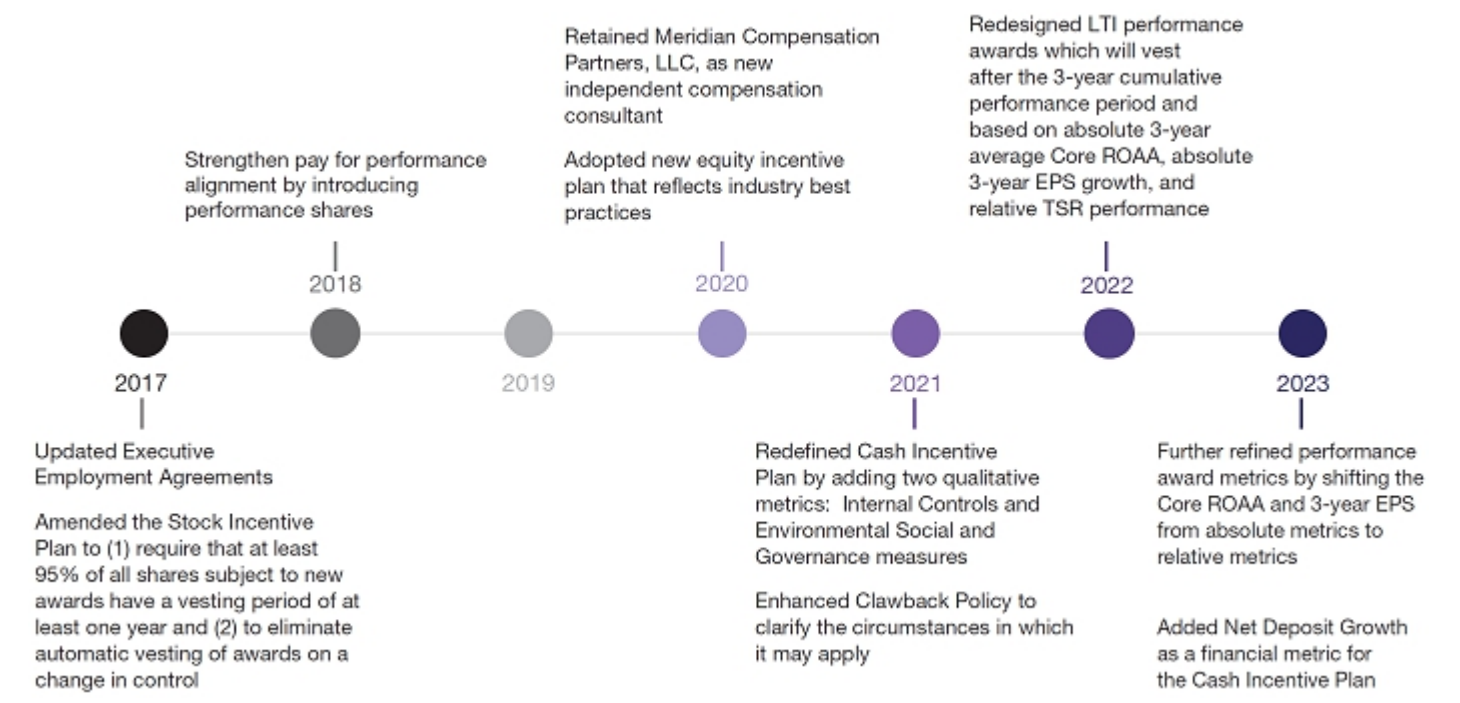 Retained Meridian Compensation
Partners, LLC, as new
independent compensation
consultant
Adopted new equity incentive
plan that reflects industry best
practices
Redesigned LTI performance
awards which will vest
after the 3-year cumulative
performance period and
based on absolute 3-year
average Core ROAA, absolute
3-year EPS growth, and
relative TSR performance
Strengthen pay for performance
alignment by introducing
performance shares
2018
2020
2022
2017
2019
2021
2023
Updated Executive
Employment Agreements
Amended the Stock Incentive
Plan to (1) require that at least
95% of all shares subject to new
awards have a vesting period of at
least one year and (2) to eliminate
automatic vesting of awards on a
change in control
Redefined Cash Incentive
Plan by adding two qualitative
metrics:  Internal Controls and
Environmental Social and
Governance measures
Enhanced Clawback Policy to
clarify the circumstances in which
it may apply
Further refined performance
award metrics by shifting the
Core ROAA and 3-year EPS
from absolute metrics to
relative metrics
Added Net Deposit Growth
as a financial metric for
the Cash Incentive Plan